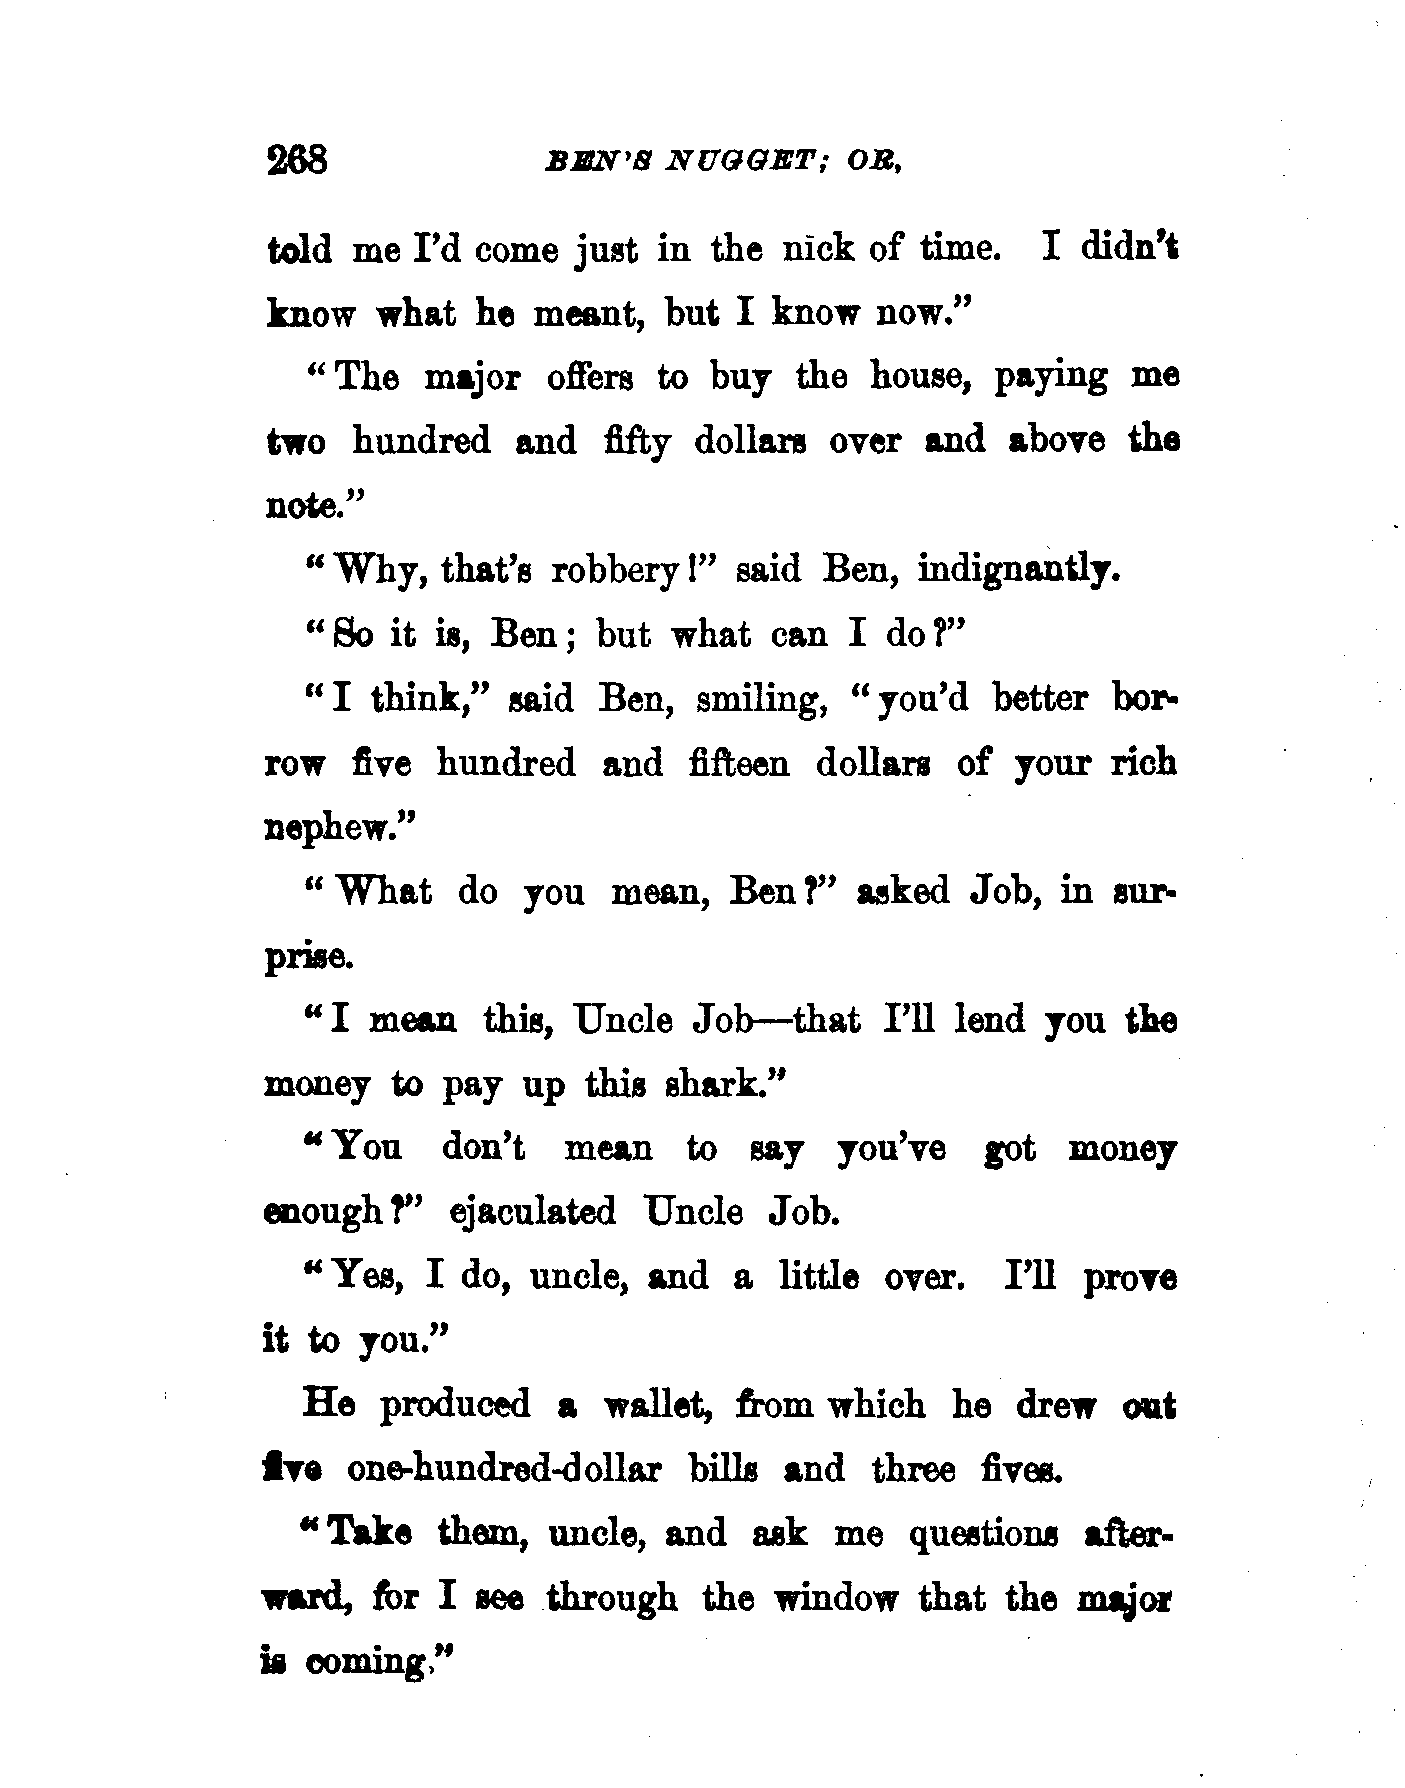 268 BEN'S NUGGET; OR,
told me I'd come just in the nick of time. I didn't
know what he meant, but I know now."
"The major offers to buy the house, paying me
two hundred and fifty dollars over and above the
note."
"Why, that's robbery!" said Ben, indignantly.
"So it is, Ben; but what can I do?"
"I think," said Ben, smiling, "you'd better bor-
row five hundred and fifteen dollars of your rich
nephew."
"What do you mean, Ben?" asked Job, in sur-
prise.
"I mean this, Uncle Job—that I'll lend you the
money to pay up this shark."
"You don't mean to say you've got money
enough?" ejaculated Uncle Job.
"Yes, I do, uncle, and a little over. I'll prove
it to you."
He produced a wallet, from which he drew out
five one-hundred-dollar bills and three fives.
"Take them, uncle, and ask me questions after-
ward, for I see through the window that the major
is coming."